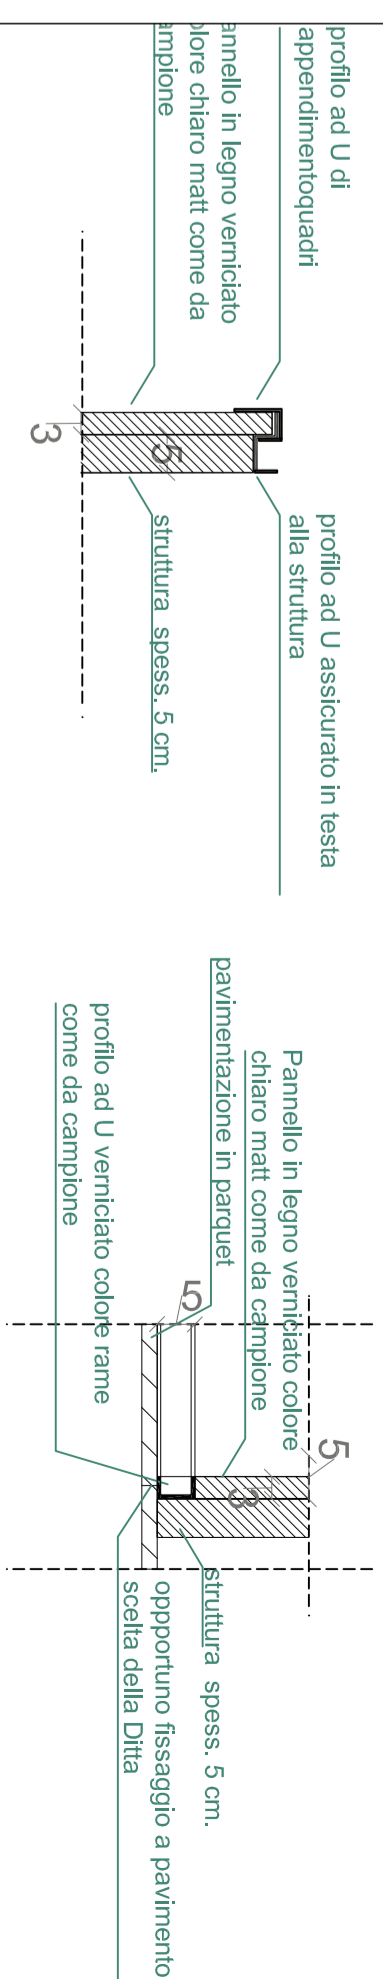 profilo ad U di
appendimentoquadri
annello in legno verniciato
olore chiaro matt come da
ampione
profilo ad U assicurato in testa
alla struttura
5
3
struttura spess. 5 cm.
Pannello in legno verniciato colore
chiaro matt come da campione
pavimentazione in parquet
profilo ad U verniciato colore rame
come da campione
5
5
3
struttura spess. 5 cm.
opportuno fissaggio a pavimento
scelta della Ditta